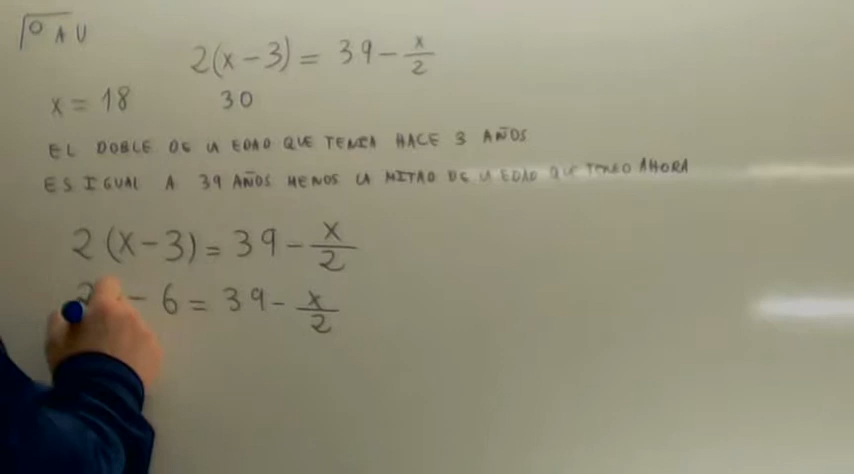 O A U
2(x-3) = 39 - x/2
x = 18 30
EL DOBLE DE LA EDAD QUE TENIA HACE 3 AÑOS
ES IGUAL A 39 AÑOS MENOS LA MITAD DE LA EDAD QUE TENGO AHORA
2(x-3) = 39 - x/2
2 - 6 = 39 - x/2